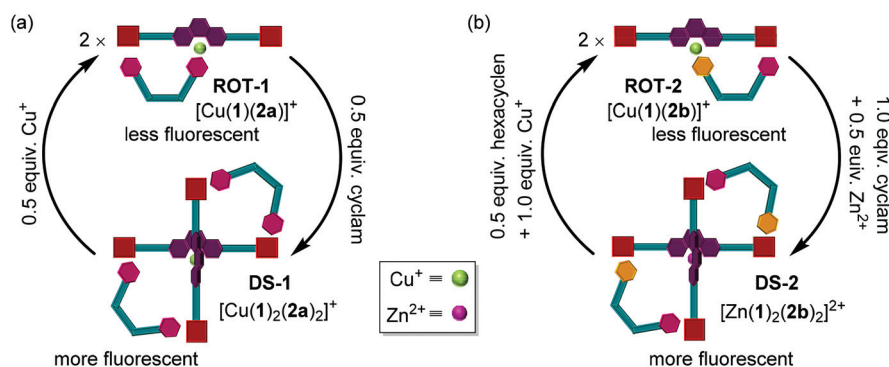 (a)
2 ×
ROT-1
[Cu(1)(2a)]⁺
less fluorescent
0.5 equiv. Cu⁺
0.5 equiv. cyclam
DS-1
[Cu(1)₂(2a)₂]⁺
more fluorescent
Cu⁺ ≡
Zn²⁺ ≡
(b)
2 ×
ROT-2
[Cu(1)(2b)]⁺
less fluorescent
0.5 equiv. hexacyclen
+ 1.0 equiv. Cu⁺
1.0 eqiv. cyclam
+ 0.5 euiv. Zn²⁺
DS-2
[Zn(1)₂(2b)₂]²⁺
more fluorescent